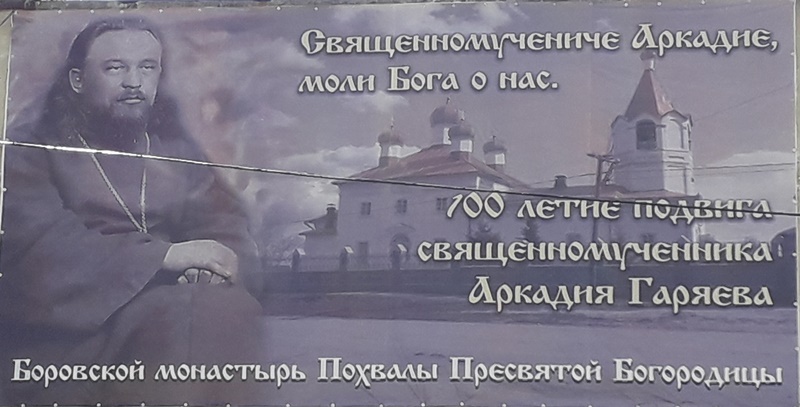 Священномучениче Аркадие,
моли Бога о нас.
100 летие подвига
священномученника
Аркадия Гаряева
Боровской монастырь Похвалы Пресвятой Богородицы